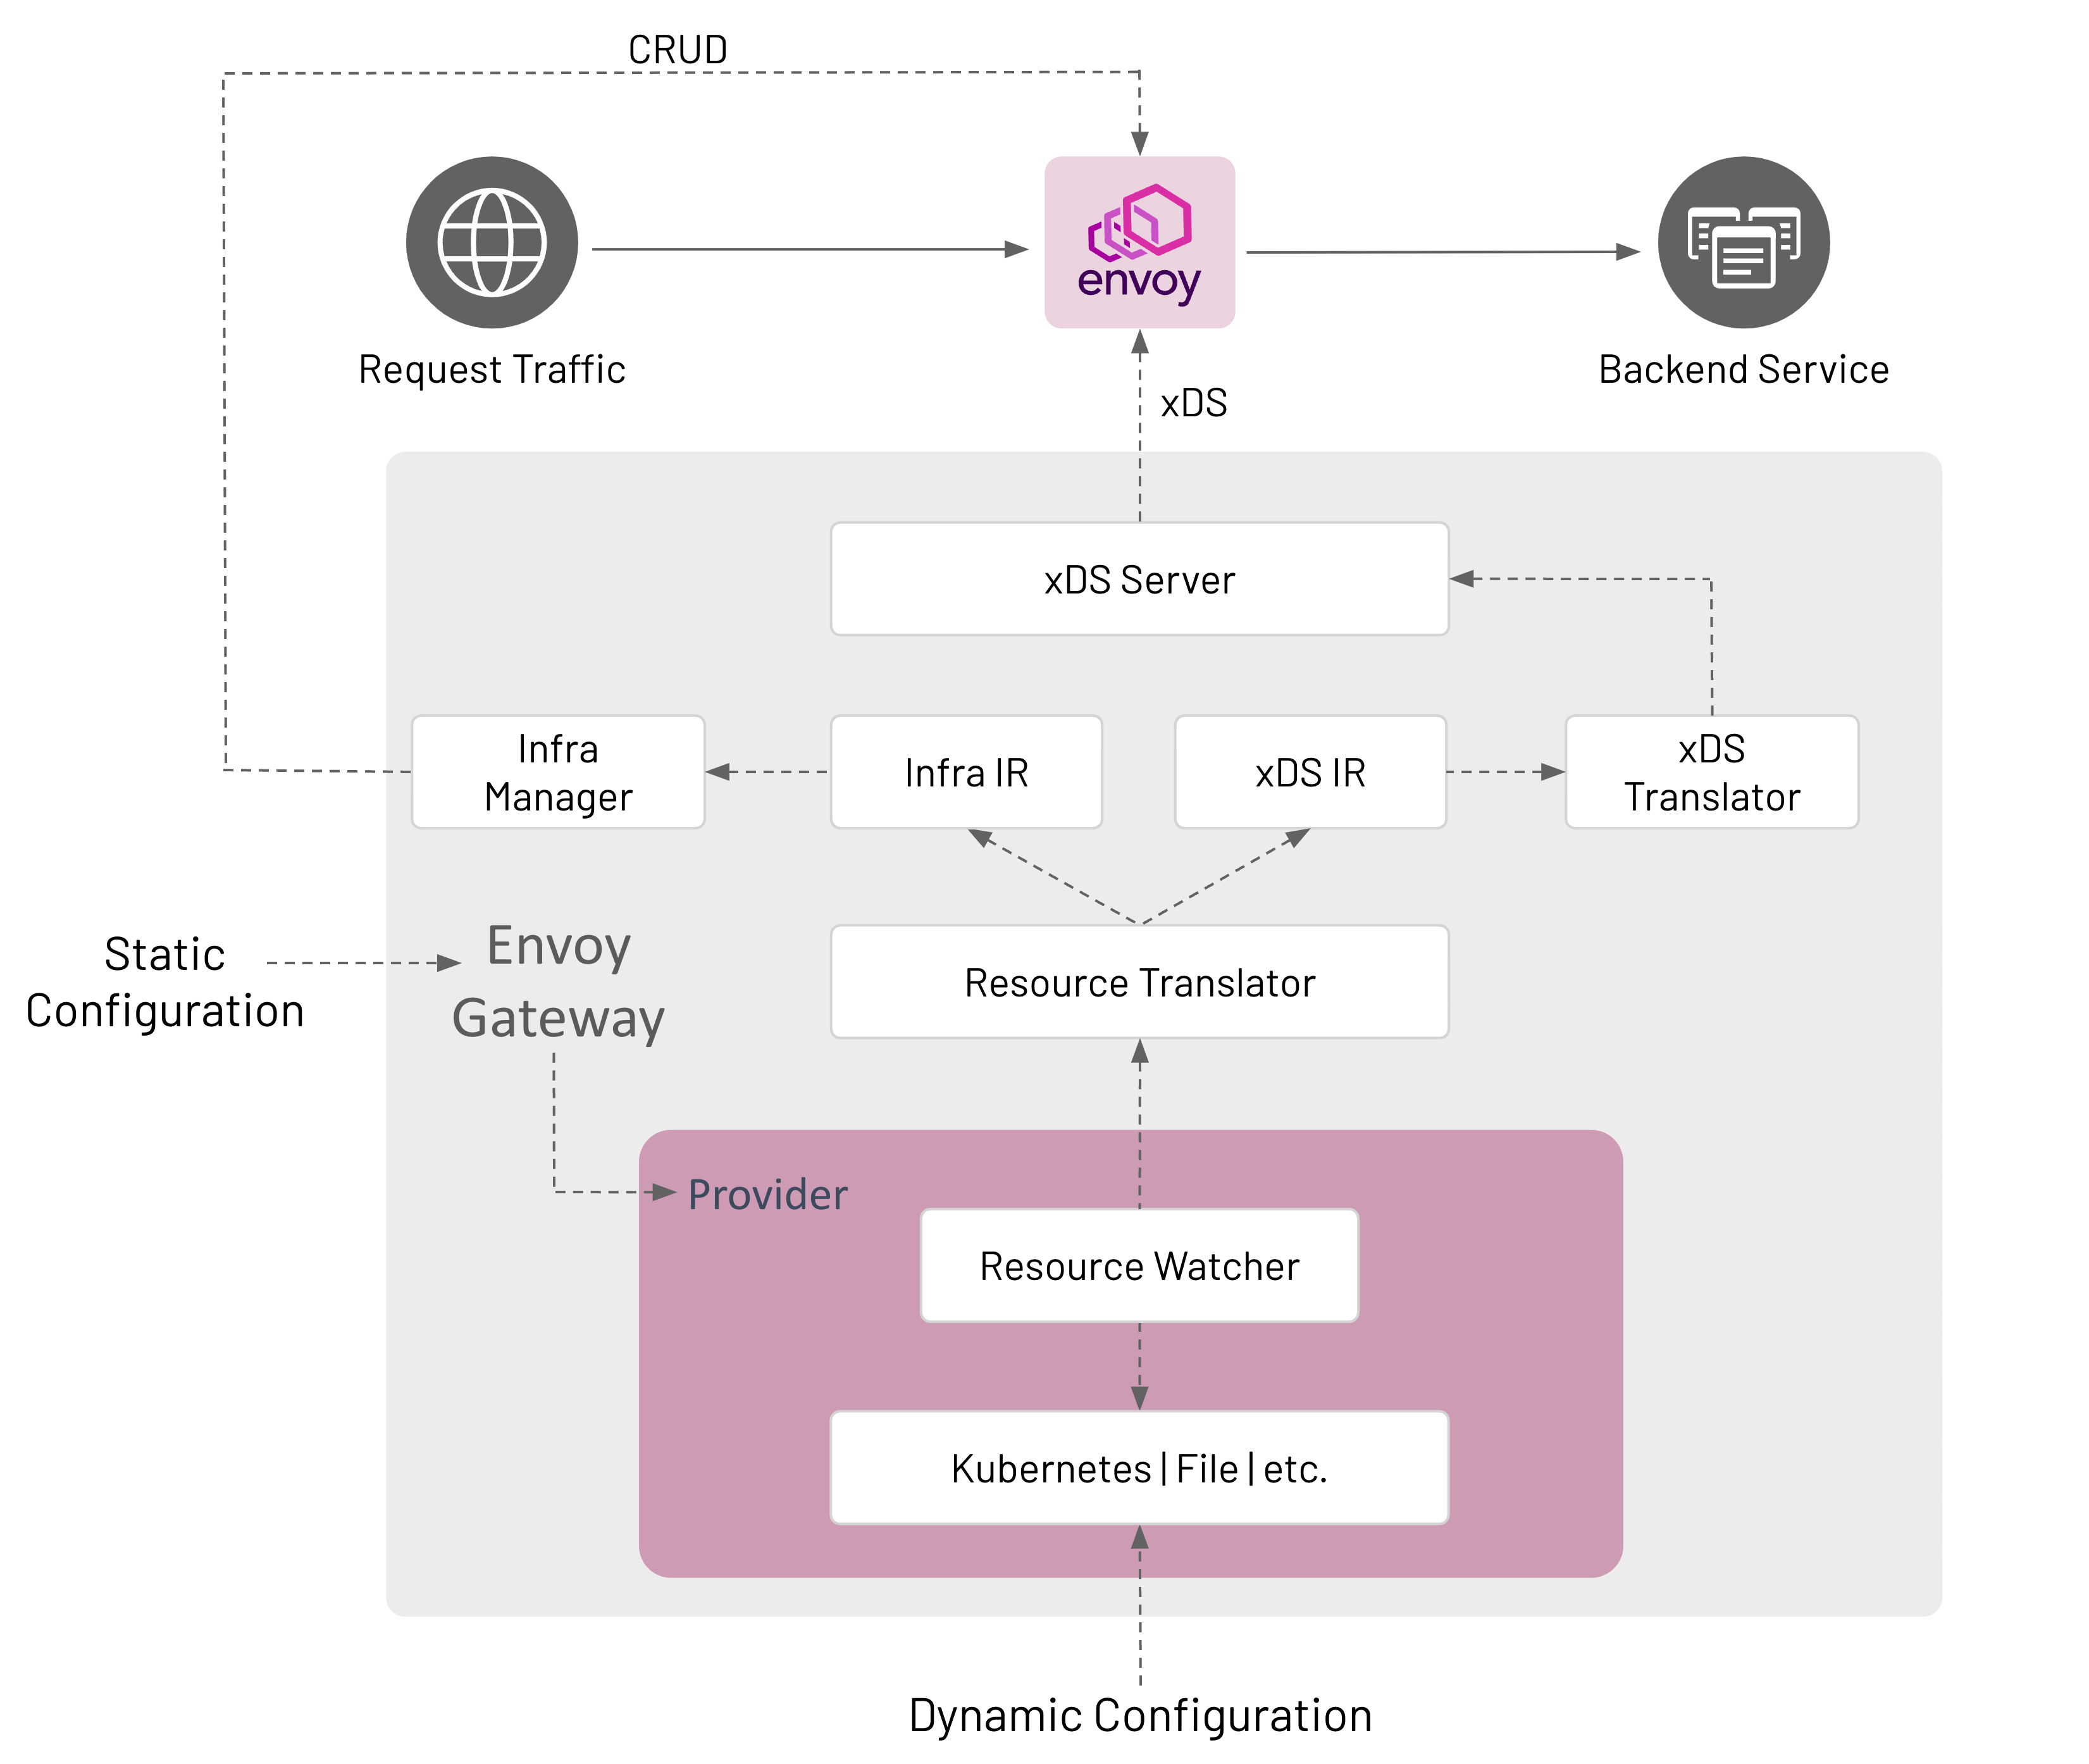 CRUD
envoy
Request Traffic
Backend Service
xDS
xDS Server
Infra
Manager
Infra IR
xDS IR
xDS
Translator
Static
Configuration
Envoy
Gateway
Resource Translator
Provider
Resource Watcher
Kubernetes | File | etc.
Dynamic Configuration